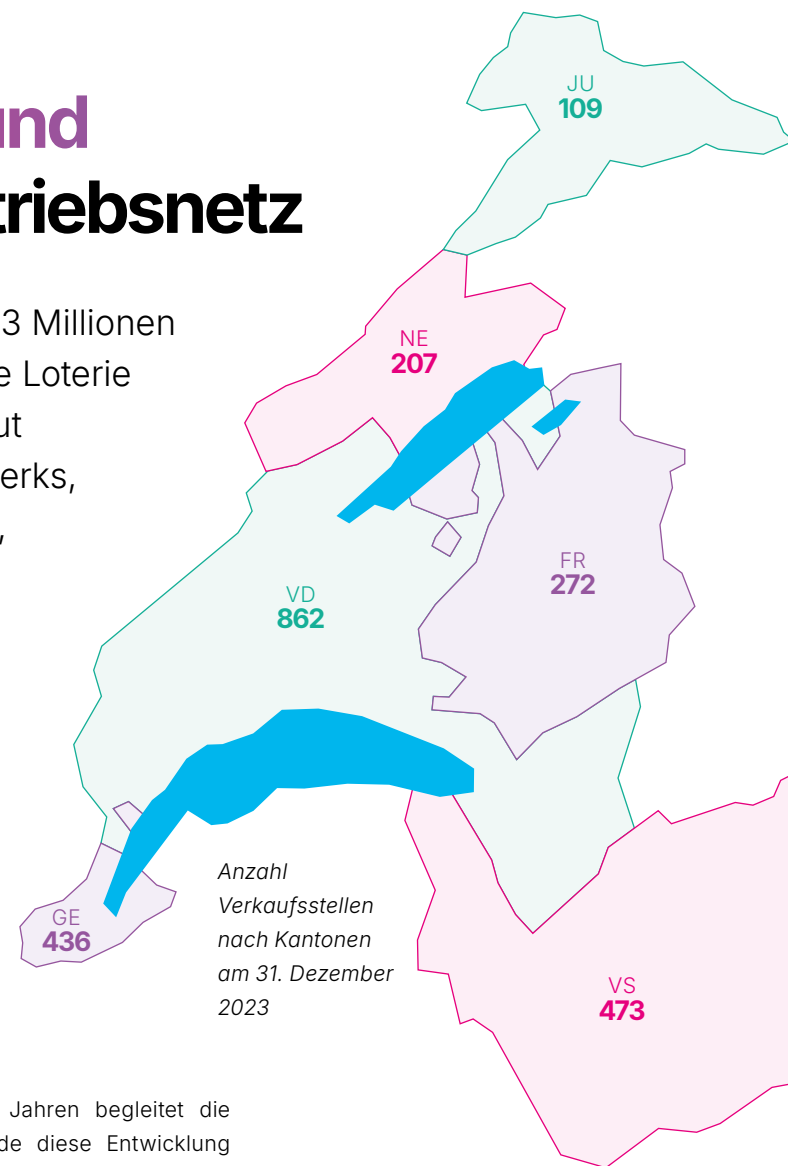 und
triebsnetz
3 Millionen
e Loterie
ut
erks,
,
JU
109
NE
207
FR
272
VD
862
GE
436
VS
473
Anzahl
Verkaufsstellen
nach Kantonen
am 31. Dezember
2023
Jahren begleitet die
de diese Entwicklung